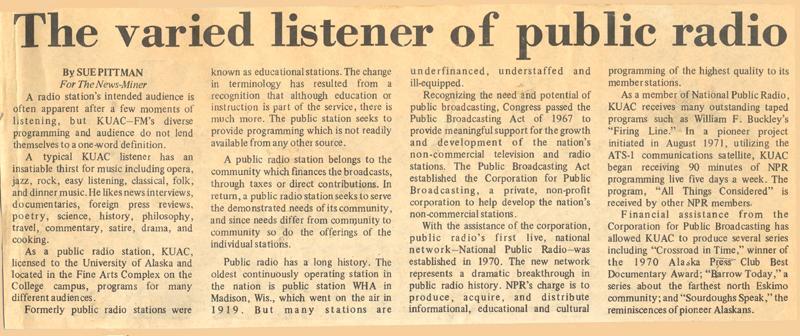 The varied listener of public radio
By SUE PITTMAN
For The News-Miner
A radio station's intended audience is
often apparent after a few moments of
listening, but KUAC-FM's diverse
programming and audience do not lend
themselves to a one-word definition.
A typical KUAC listener has an
insatiable thirst for music including opera,
jazz, rock, easy listening, classical, folk,
and dinner music. He likes news interviews,
documentaries, foreign press reviews,
poetry, science, history, philosophy,
travel, commentary, satire, drama, and
cooking.
As a public radio station, KUAC,
licensed to the University of Alaska and
located in the Fine Arts Complex on the
College campus, programs for many
different audiences.
Formerly public radio stations were
known as educational stations. The change
in terminology has resulted from a
recognition that although education or
instruction is part of the service, there is
much more. The public station seeks to
provide programming which is not readily
available from any other source.
A public radio station belongs to the
community which finances the broadcasts,
through taxes or direct contributions. In
return, a public radio station seeks to serve
the demonstrated needs of its community,
and since needs differ from community to
community so do the offerings of the
individual stations.
Public radio has a long history. The
oldest continuously operating station in
the nation is public station WHA in
Madison, Wis., which went on the air in
1919. But many stations are
underfinanced, understaffed and
ill-equipped.
Recognizing the need and potential of
public broadcasting, Congress passed the
Public Broadcasting Act of 1967 to
provide meaningful support for the growth
and development of the nation's
non-commercial television and radio
stations. The Public Broadcasting Act
established the Corporation for Public
Broadcasting, a private, non-profit
corporation to help develop the nation's
non-commercial stations.
With the assistance of the corporation,
public radio's first live, national
network—National Public Radio—was
established in 1970. The new network
represents a dramatic breakthrough in
public radio history. NPR's charge is to
produce, acquire, and distribute
informational, educational and cultural
programming of the highest quality to its
member stations.
As a member of National Public Radio,
KUAC receives many outstanding taped
programs such as William F. Buckley's
"Firing Line." In a pioneer project
initiated in August 1971, utilizing the
ATS-1 communications satellite, KUAC
began receiving 90 minutes of NPR
programming live five days a week. The
program, "All Things Considered" is
received by other NPR members.
Financial assistance from the
Corporation for Public Broadcasting has
allowed KUAC to produce several series
including "Crossroad in Time," winner of
the 1970 Alaska Press Club Best
Documentary Award; "Barrow Today," a
series about the farthest north Eskimo
community; and "Sourdoughs Speak," the
reminiscences of pioneer Alaskans.